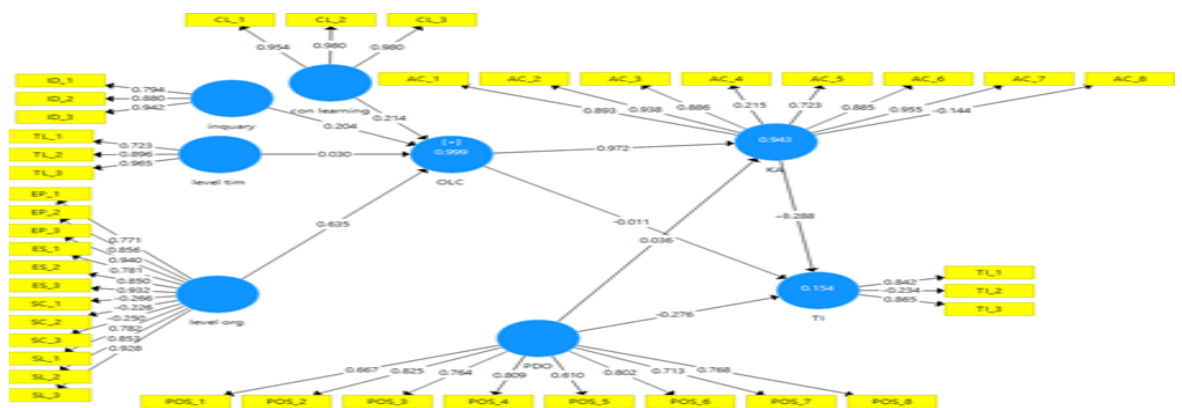 CL_1
CL_2
CL_3
0.954
0.980
0.980
con learning
ID_1
ID_2
ID_3
0.794
0.880
0.942
inquary
0.204
0.214
TL_1
TL_2
TL_3
0.723
0.896
0.965
level tim
0.030
AC_1
AC_2
AC_3
AC_4
AC_5
AC_6
AC_7
AC_8
0.893
0.938
0.886
0.215
0.723
0.885
0.955
-0.144
[+]
0.999
OLC
0.972
0.943
KA
EP_1
EP_2
EP_3
ES_1
ES_2
ES_3
SC_1
SC_2
SC_3
SL_1
SL_2
SL_3
0.771
0.856
0.940
0.781
0.850
0.932
-0.266
-0.226
-0.250
0.782
0.853
0.928
level org
0.635
-0.011
0.036
0.154
TI
0.842
-0.234
0.865
TI_1
TI_2
TI_3
-0.276
PDO
0.667
0.825
0.764
0.809
0.610
0.802
0.713
0.768
POS_1
POS_2
POS_3
POS_4
POS_5
POS_6
POS_7
POS_8